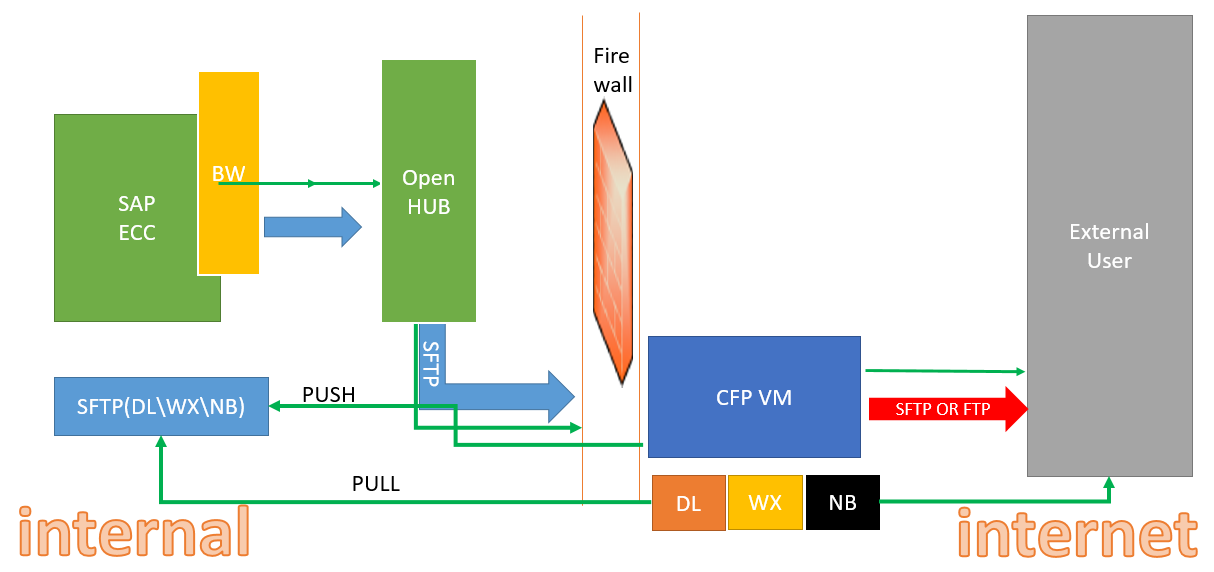 Fire
wall
BW
Open
HUB
SAP
ECC
External
User
SFTP
SFTP(DL\WX\NB)
PUSH
CFP VM
SFTP OR FTP
PULL
DL
WX
NB
internal
internet